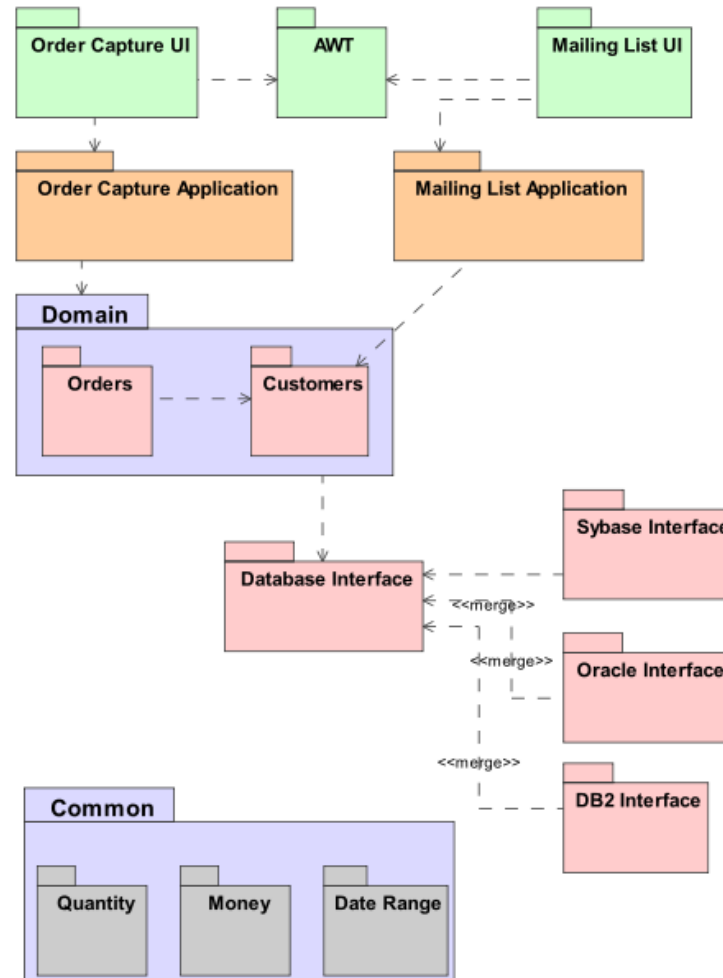 Order Capture UI
AWT
Mailing List UI
Order Capture Application
Mailing List Application
Domain
Orders
Customers
Sybase Interface
Database Interface
<<merge>>
<<merge>>
Oracle Interface
<<merge>>
DB2 Interface
Common
Quantity
Money
Date Range